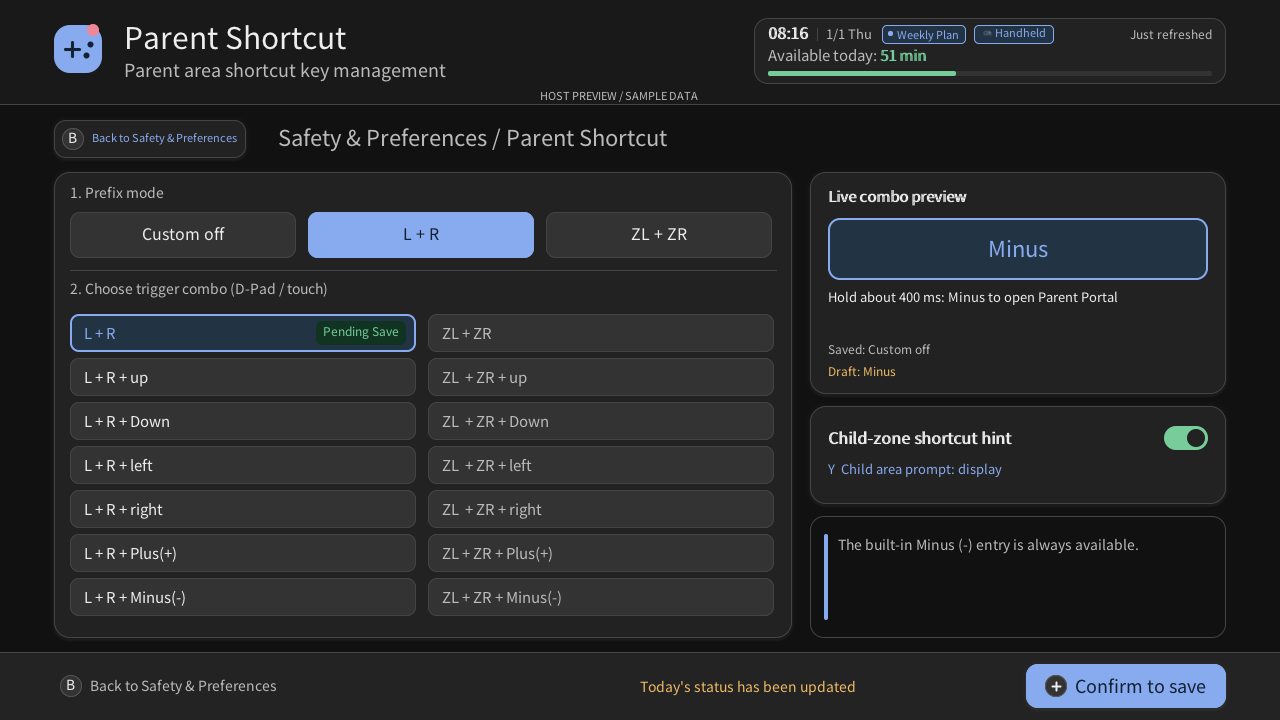 Parent Shortcut
Parent area shortcut key management
08:16 1/1 Thu Weekly Plan Handheld Just refreshed
Available today: 51 min
HOST PREVIEW / SAMPLE DATA
B Back to Safety & Preferences
Safety & Preferences / Parent Shortcut
1. Prefix mode
Custom off
L + R
ZL + ZR
2. Choose trigger combo (D-Pad / touch)
L + R Pending Save
ZL + ZR
L + R + up
ZL + ZR + up
L + R + Down
ZL + ZR + Down
L + R + left
ZL + ZR + left
L + R + right
ZL + ZR + right
L + R + Plus(+)
ZL + ZR + Plus(+)
L + R + Minus(-)
ZL + ZR + Minus(-)
Live combo preview
Minus
Hold about 400 ms: Minus to open Parent Portal
Saved: Custom off
Draft: Minus
Child-zone shortcut hint
Y Child area prompt: display
The built-in Minus (-) entry is always available.
B Back to Safety & Preferences
Today's status has been updated
Confirm to save